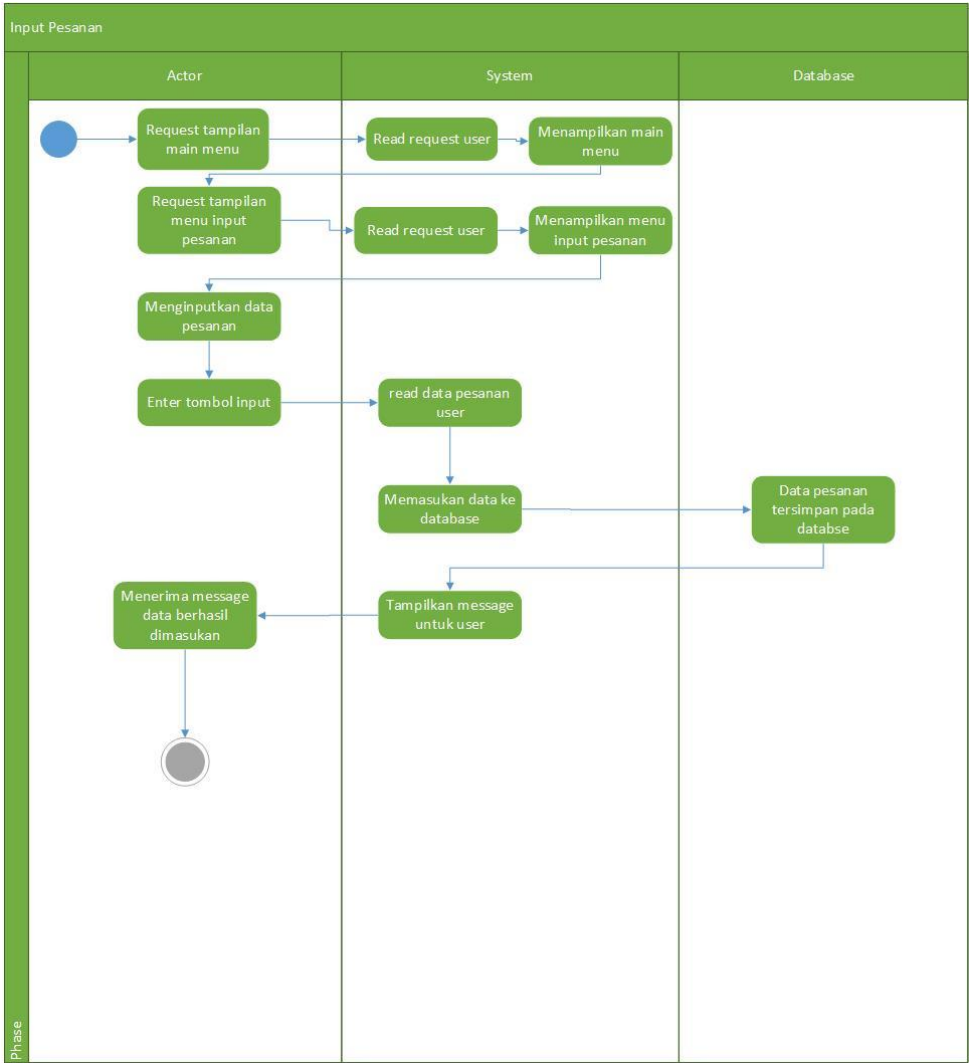 Input Pesanan
Actor
System
Database
Request tampilan
main menu
Read request user
Menampilkan main
menu
Request tampilan
menu input
pesanan
Read request user
Menampilkan menu
input pesanan
Menginputkan data
pesanan
Enter tombol input
read data pesanan
user
Memasukan data ke
database
Data pesanan
tersimpan pada
databse
Tampilkan message
untuk user
Menerima message
data berhasil
dimasukan
Phase